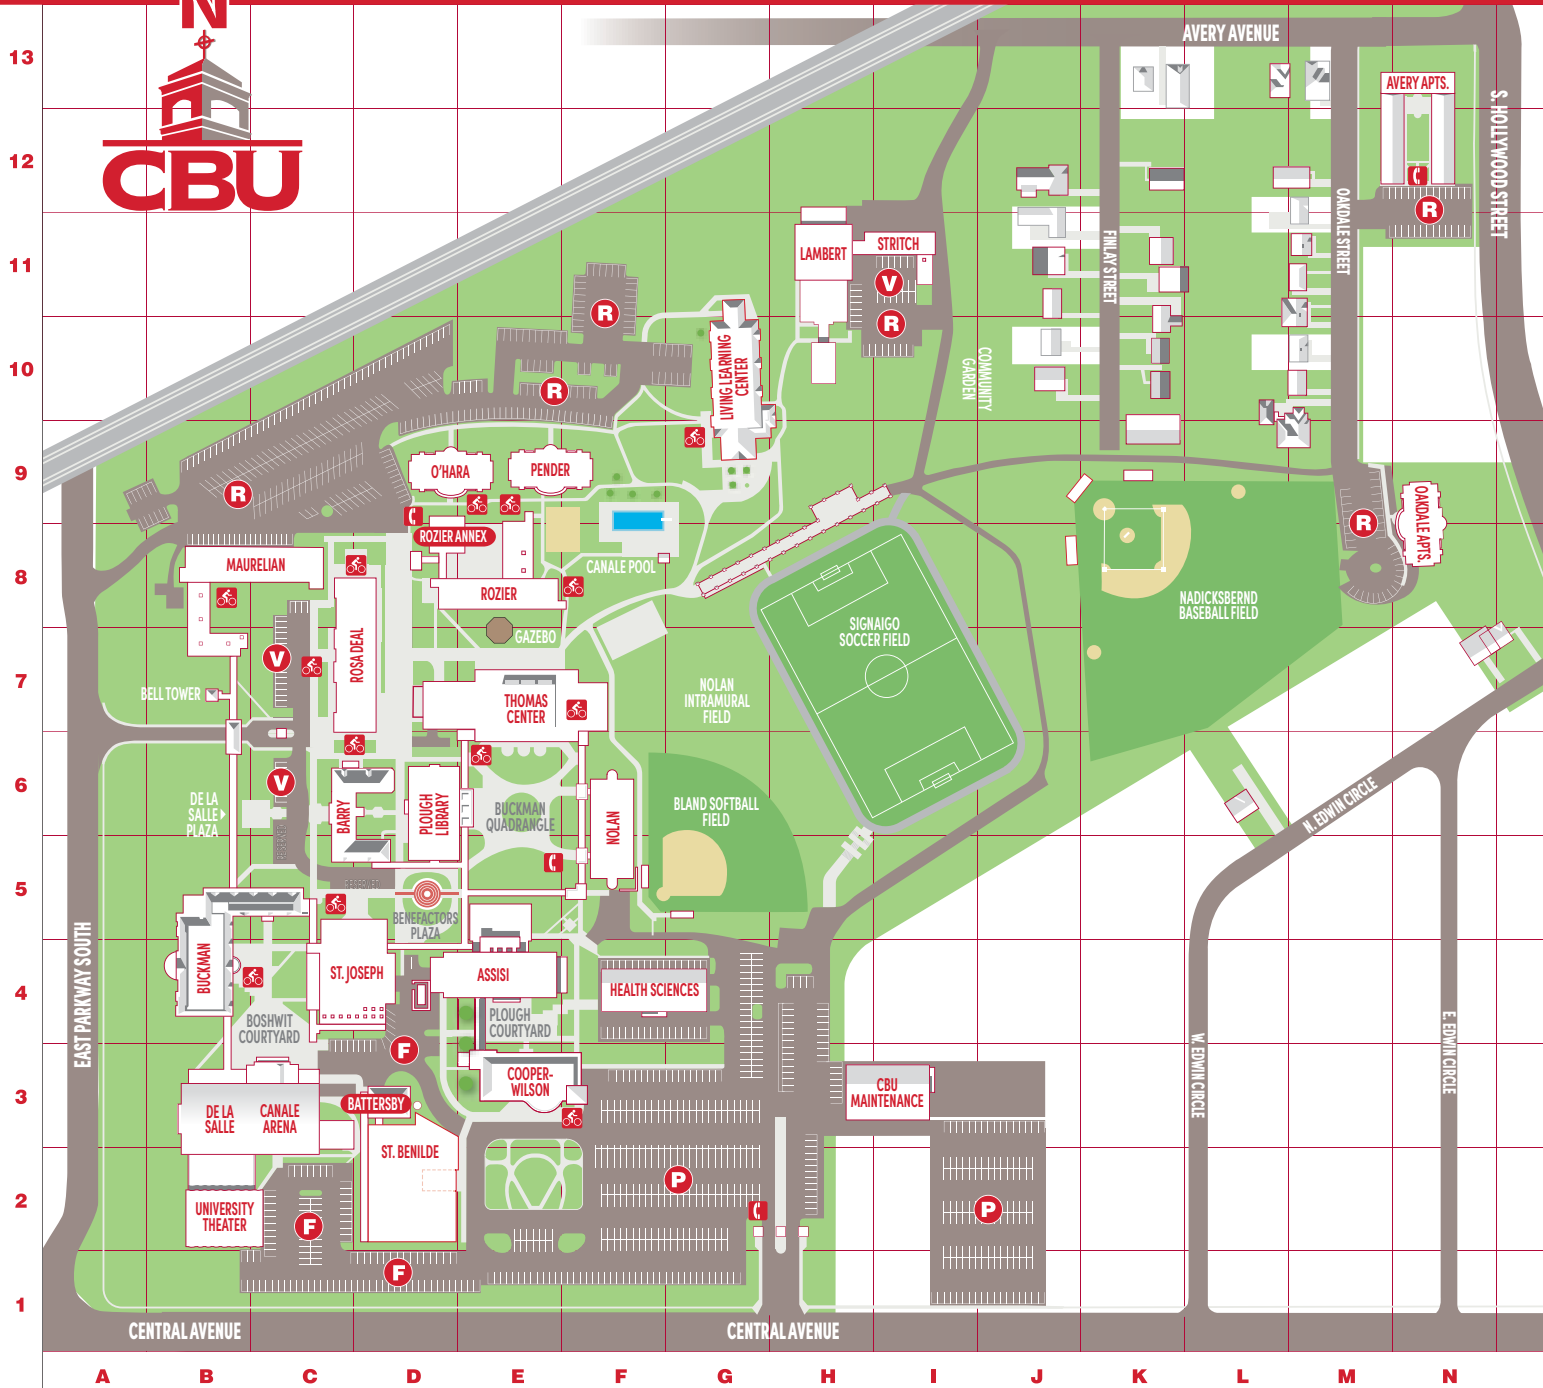 N
CBU
13
12
11
10
9
8
7
6
5
4
3
2
1
A
B
C
D
E
F
G
H
I
J
K
L
M
N
AVERY AVENUE
AVERY APTS.
S. HOLLYWOOD STREET
R
OAKDALE STREET
FINLAY STREET
LAMBERT
STRITCH
V
R
R
COMMUNITY
GARDEN
LIVING LEARNING
CENTER
R
O'HARA
PENDER
R
ROZIER ANNEX
CANALE POOL
OAKDALE APTS.
R
MAURELIAN
ROZIER
NADICKSBERND
BASEBALL FIELD
SIGNAIGO
SOCCER FIELD
GAZEBO
ROSA DEAL
V
BELL TOWER
THOMAS
CENTER
NOLAN
INTRAMURAL
FIELD
V
DE LA
SALLE
PLAZA
BARRY
PLOUGH
LIBRARY
BUCKMAN
QUADRANGLE
NOLAN
BLAND SOFTBALL
FIELD
N. EDWIN CIRCLE
RESERVED
RESERVED
BENEFACTORS
PLAZA
EAST PARKWAY SOUTH
BUCKMAN
ST. JOSEPH
ASSISI
HEALTH SCIENCES
BOSHWIT
COURTYARD
PLOUGH
COURTYARD
F
COOPER-
WILSON
CBU
MAINTENANCE
W. EDWIN CIRCLE
E. EDWIN CIRCLE
DE LA
SALLE
CANALE
ARENA
BATTERSBY
ST. BENILDE
P
P
UNIVERSITY
THEATER
F
F
CENTRAL AVENUE
CENTRAL AVENUE